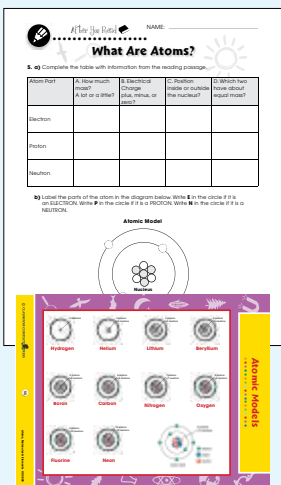 After You Read
NAME:
What Are Atoms?
5. a) Complete the table with information from the reading passage.
Atom Part
A. How much mass? A lot or a little?
B. Electrical Charge plus, minus, or zero?
C. Position inside or outside the nucleus?
D. Which two have about equal mass?
Electron
Proton
Neutron
b) Label the parts of the atom in the diagram below. Write E in the circle if it is
an ELECTRON. Write P in the circle if it is a PROTON. Write N in the circle if it is a
NEUTRON.
Atomic Model
Nucleus
Atomic Models
Hydrogen
Helium
Lithium
Beryllium
Boron
Carbon
Nitrogen
Oxygen
Fluorine
Neon